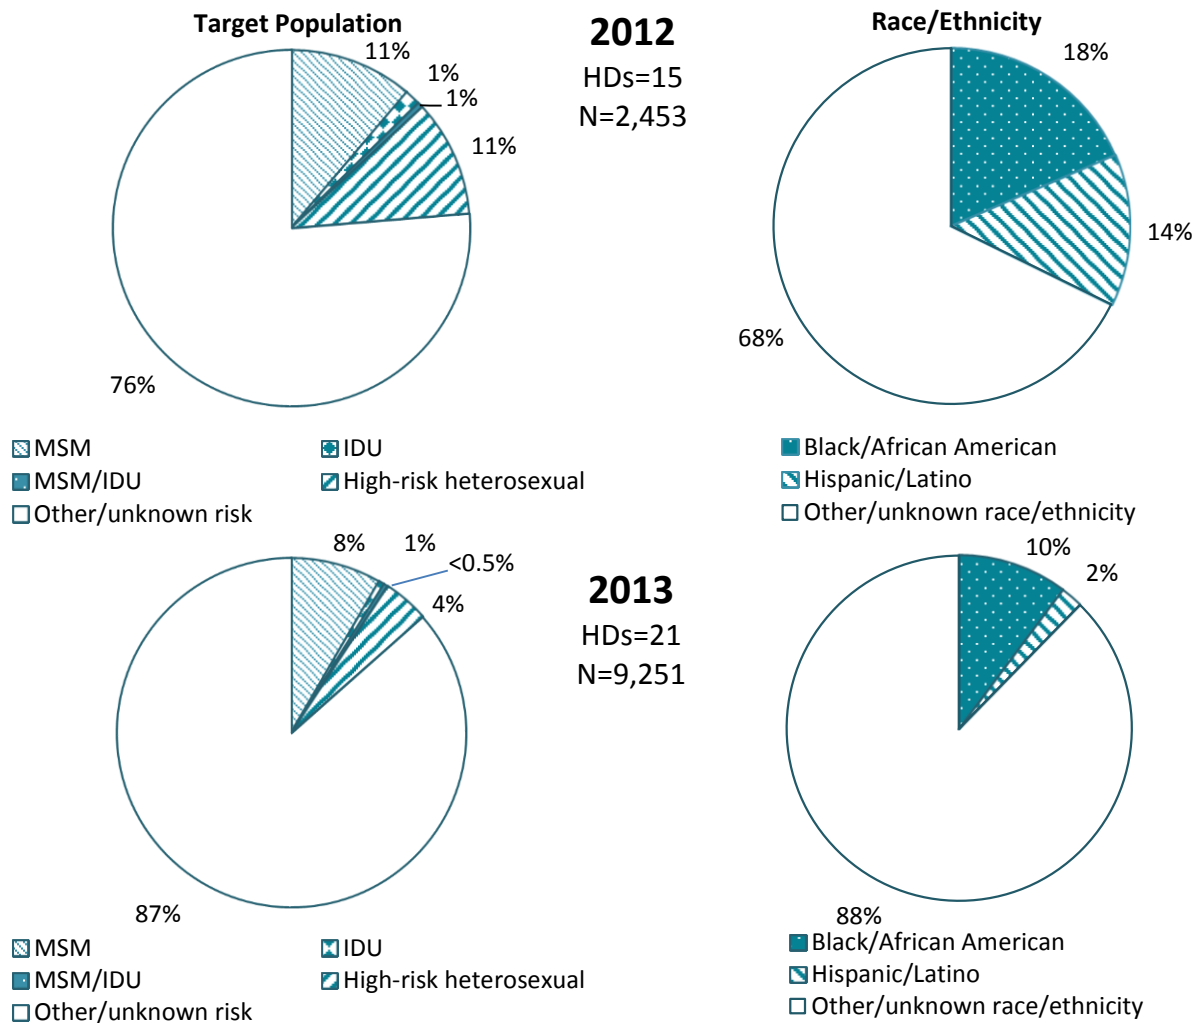 Target Population
2012
HDs=15
N=2,453
Race/Ethnicity
11%
1%
1%
11%
76%
18%
14%
68%
MSM
IDU
MSM/IDU
High-risk heterosexual
Other/unknown risk
Black/African American
Hispanic/Latino
Other/unknown race/ethnicity
2013
HDs=21
N=9,251
8%
1%
<0.5%
4%
87%
10%
2%
88%
MSM
IDU
MSM/IDU
High-risk heterosexual
Other/unknown risk
Black/African American
Hispanic/Latino
Other/unknown race/ethnicity